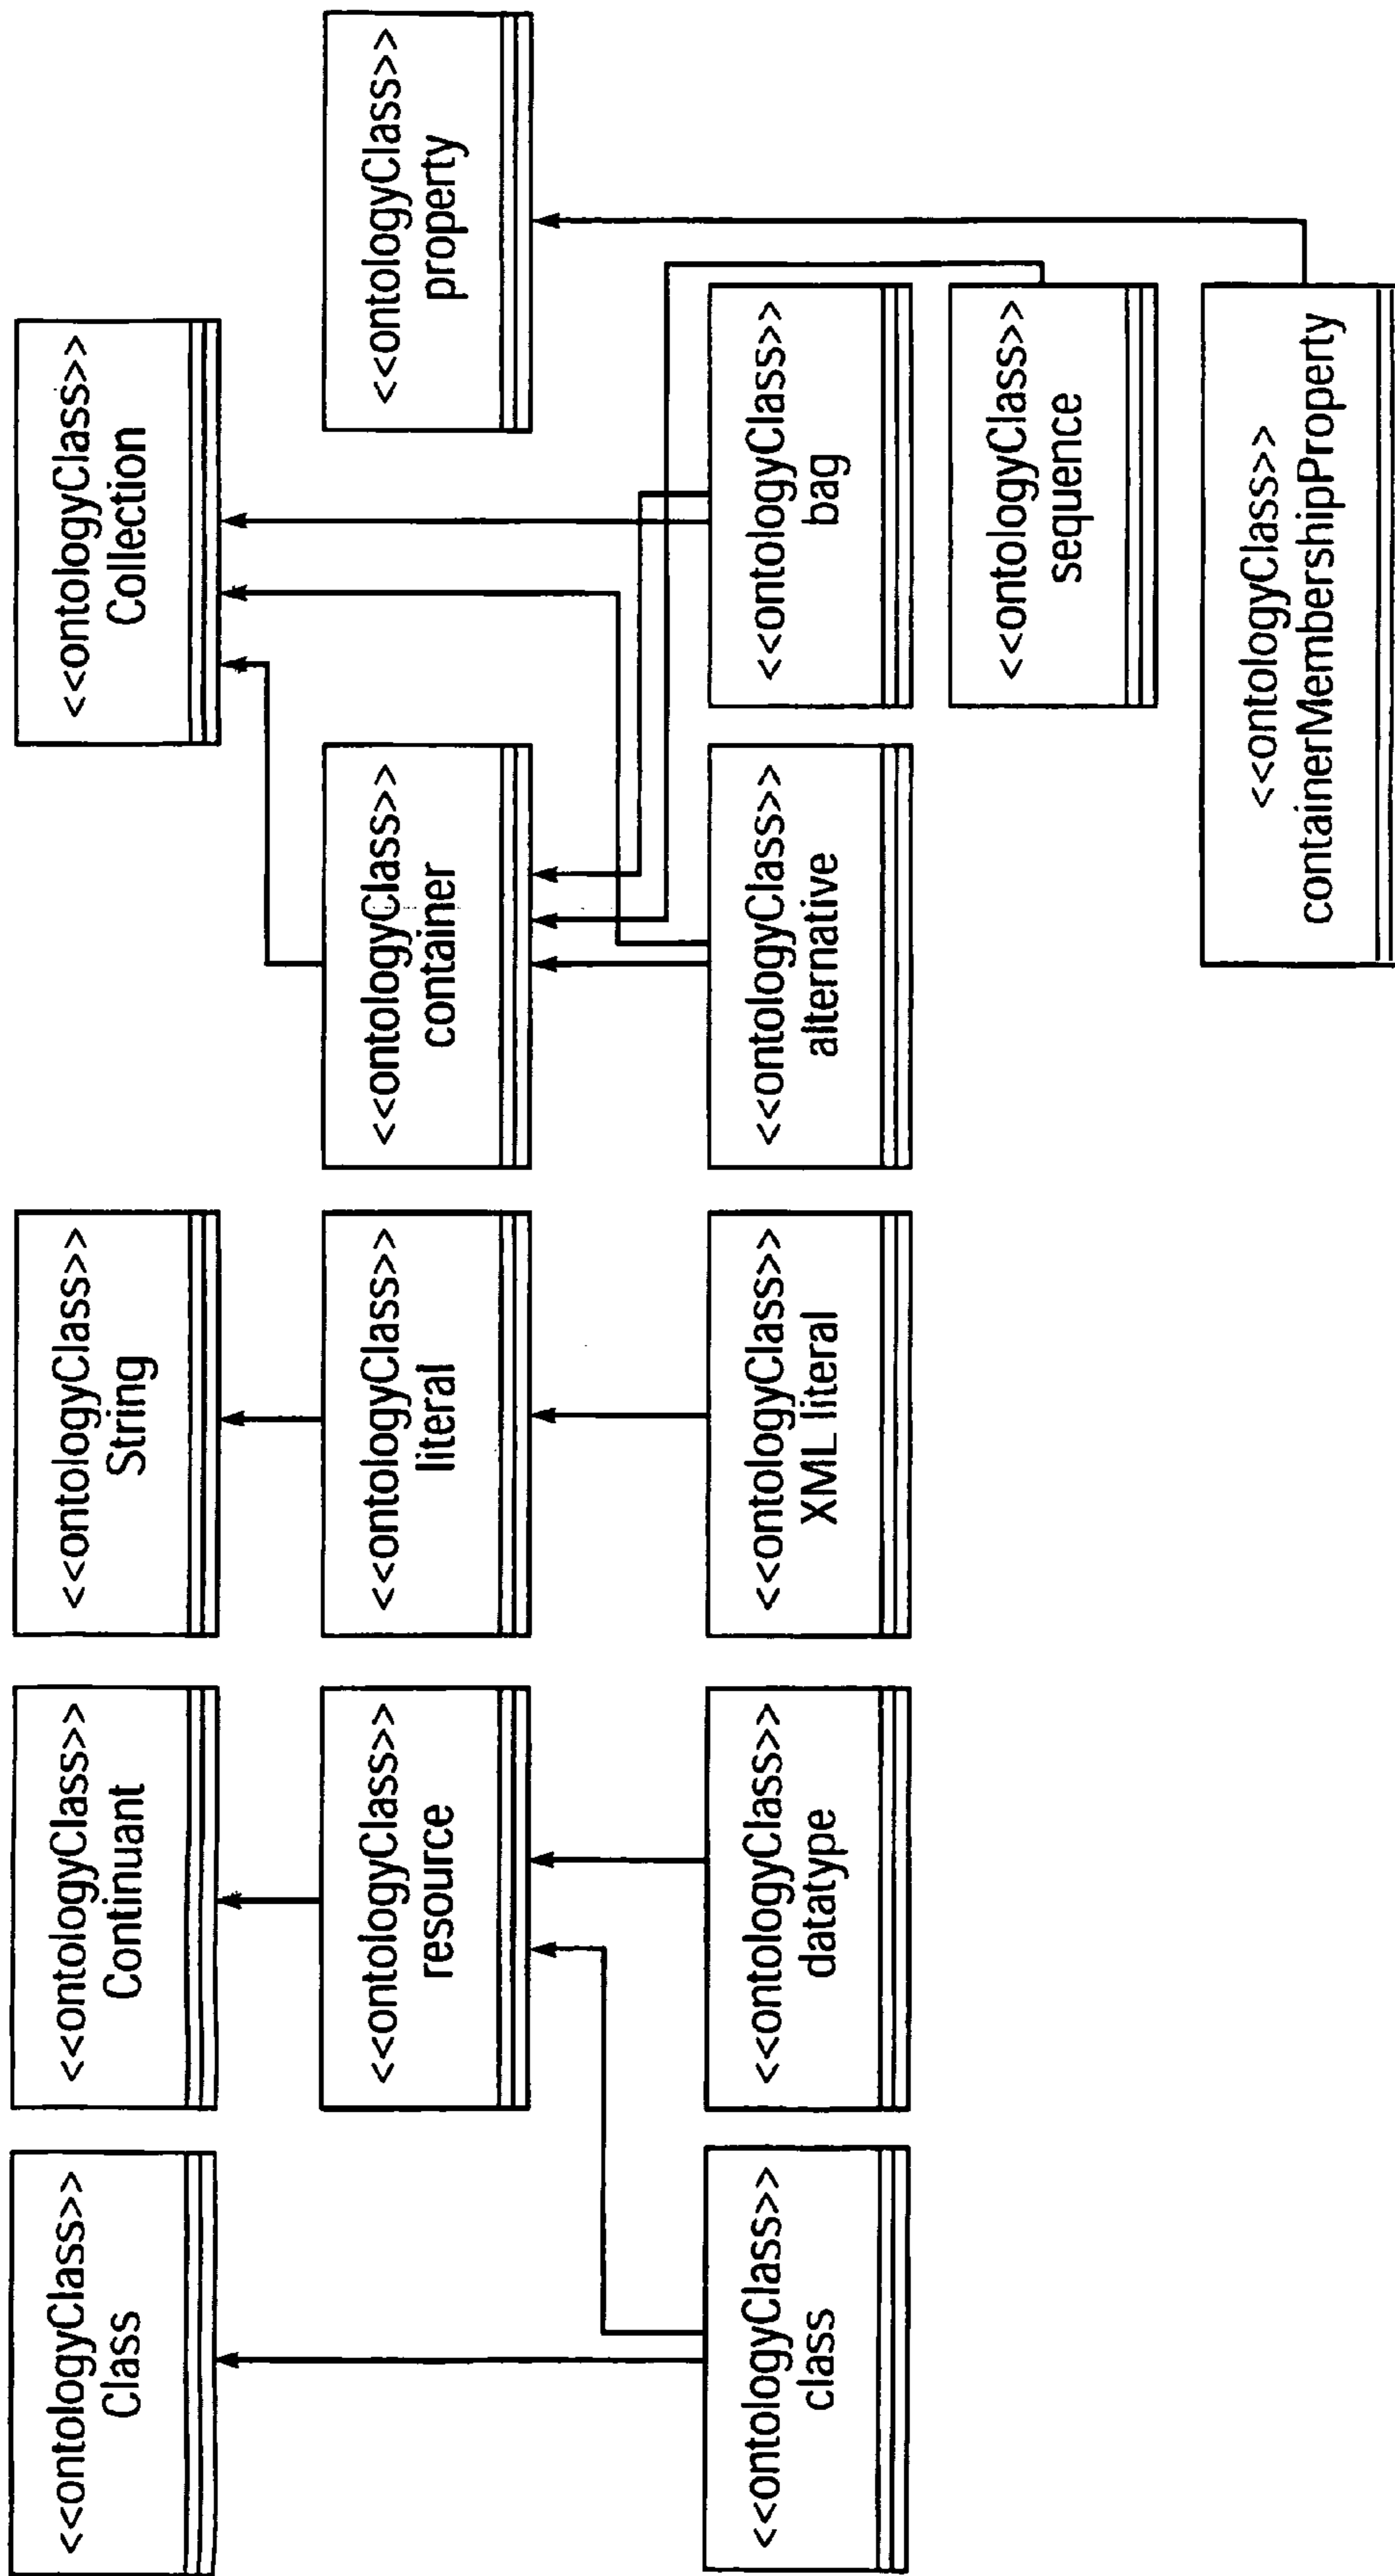 <<ontologyClass>>
Class
<<ontologyClass>>
Continuant
<<ontologyClass>>
String
<<ontologyClass>>
Collection
<<ontologyClass>>
resource
<<ontologyClass>>
literal
<<ontologyClass>>
container
<<ontologyClass>>
property
<<ontologyClass>>
class
<<ontologyClass>>
datatype
<<ontologyClass>>
XML literal
<<ontologyClass>>
alternative
<<ontologyClass>>
bag
<<ontologyClass>>
sequence
<<ontologyClass>>
containerMembershipProperty